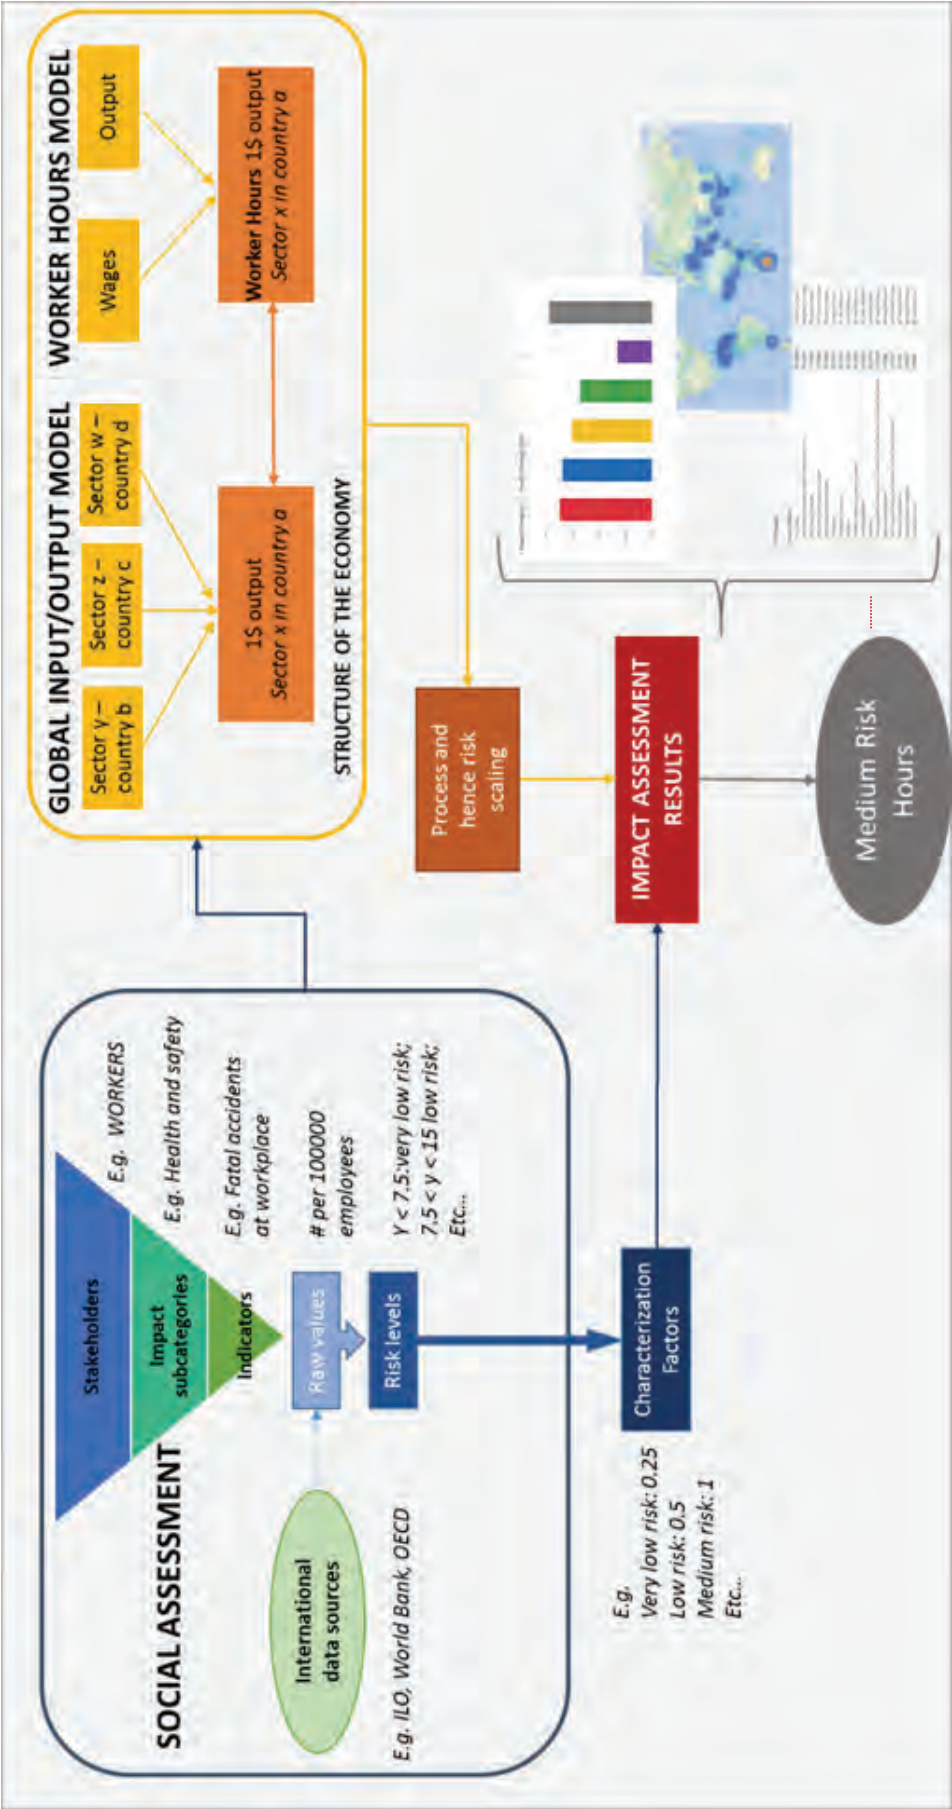 SOCIAL ASSESSMENT
Stakeholders
Impact
subcategories
Indicators
E.g. WORKERS
E.g. Health and safety
E.g. Fatal accidents
at workplace
International
data sources
E.g. ILO, World Bank, OECD
Raw values
# per 100000
employees
Risk levels
Y < 7.5:very low risk;
7.5 < y < 15 low risk;
Etc...
E.g.
Very low risk: 0.25
Low risk: 0.5
Medium risk: 1
Etc...
Characterization
Factors
GLOBAL INPUT/OUTPUT MODEL
Sector y –
country b
Sector z –
country c
Sector w –
country d
1$ output
Sector x in country a
WORKER HOURS MODEL
Wages
Output
Worker Hours 1$ output
Sector x in country a
STRUCTURE OF THE ECONOMY
Process and
hence risk
scaling
IMPACT ASSESSMENT
RESULTS
Medium Risk
Hours